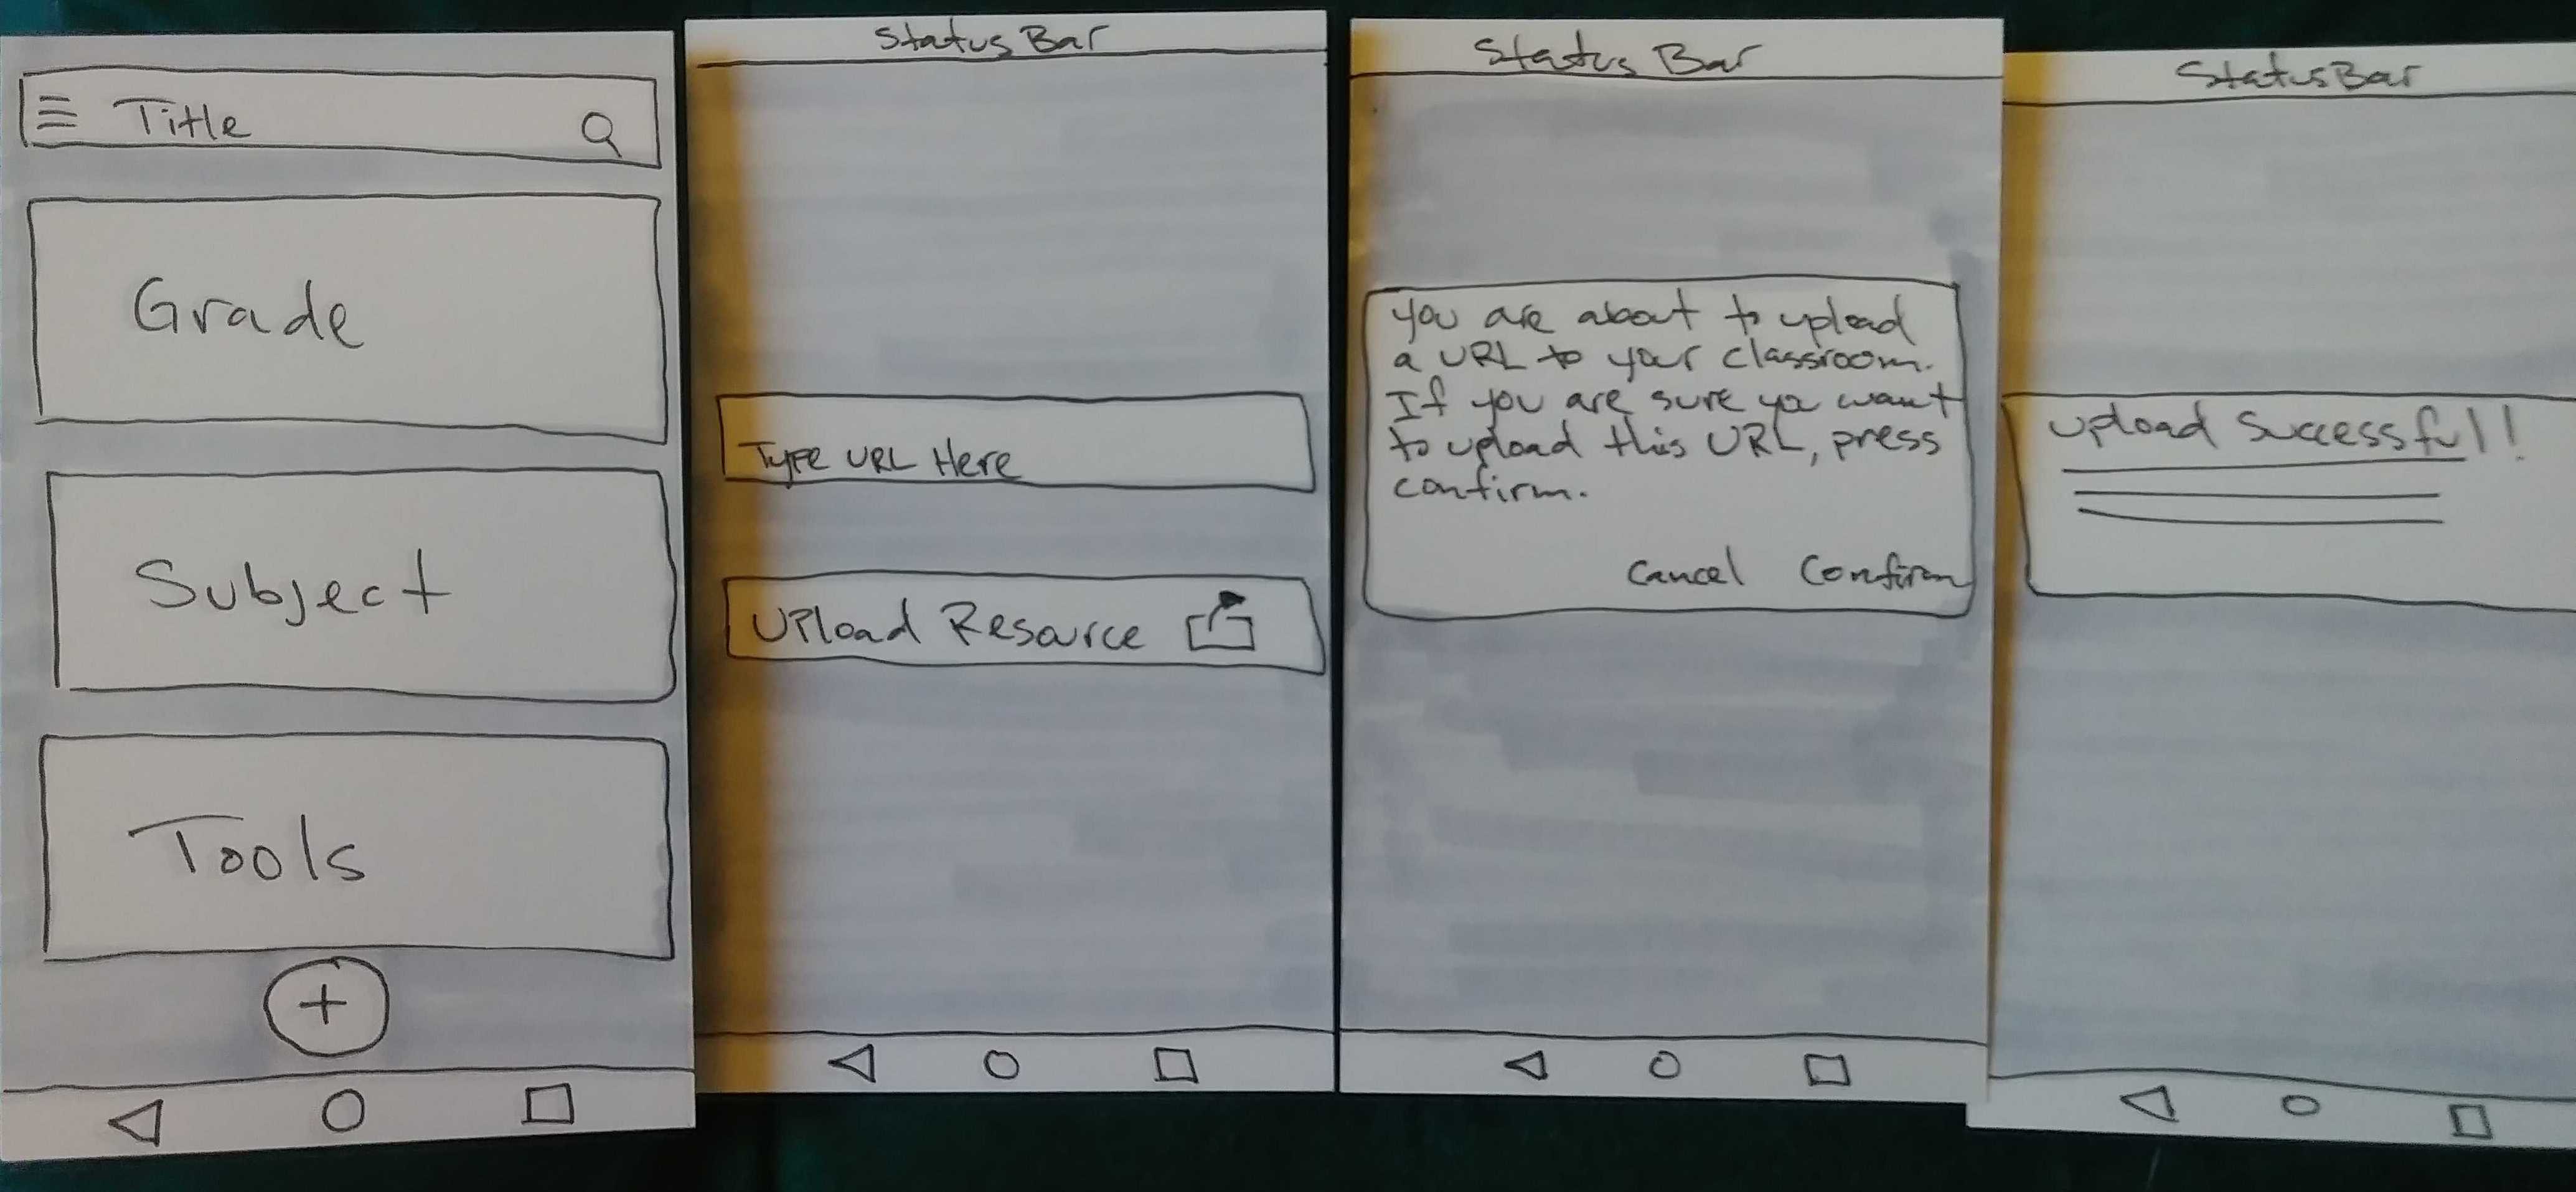 Title
Grade
Subject
Tools
Status Bar
Type URL Here
Upload Resource
Status Bar
you are about to upload
a URL to your classroom.
If you are sure you want
to upload this URL, press
confirm.
Cancel Confirm
Status Bar
Upload Successful!